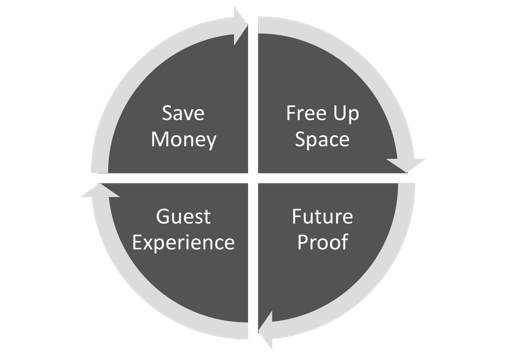 Save
Money
Free Up
Space
Guest
Experience
Future
Proof